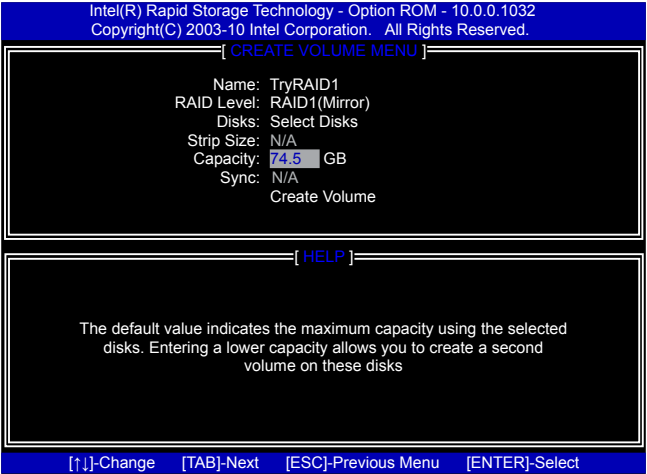 Intel(R) Rapid Storage Technology - Option ROM - 10.0.0.1032
Copyright(C) 2003-10 Intel Corporation. All Rights Reserved.
[ CREATE VOLUME MENU ]
Name: TryRAID1
RAID Level: RAID1(Mirror)
Disks: Select Disks
Strip Size: N/A
Capacity: 74.5 GB
Sync: N/A
Create Volume
[ HELP ]
The default value indicates the maximum capacity using the selected
disks. Entering a lower capacity allows you to create a second
volume on these disks
[↑↓]-Change [TAB]-Next [ESC]-Previous Menu [ENTER]-Select